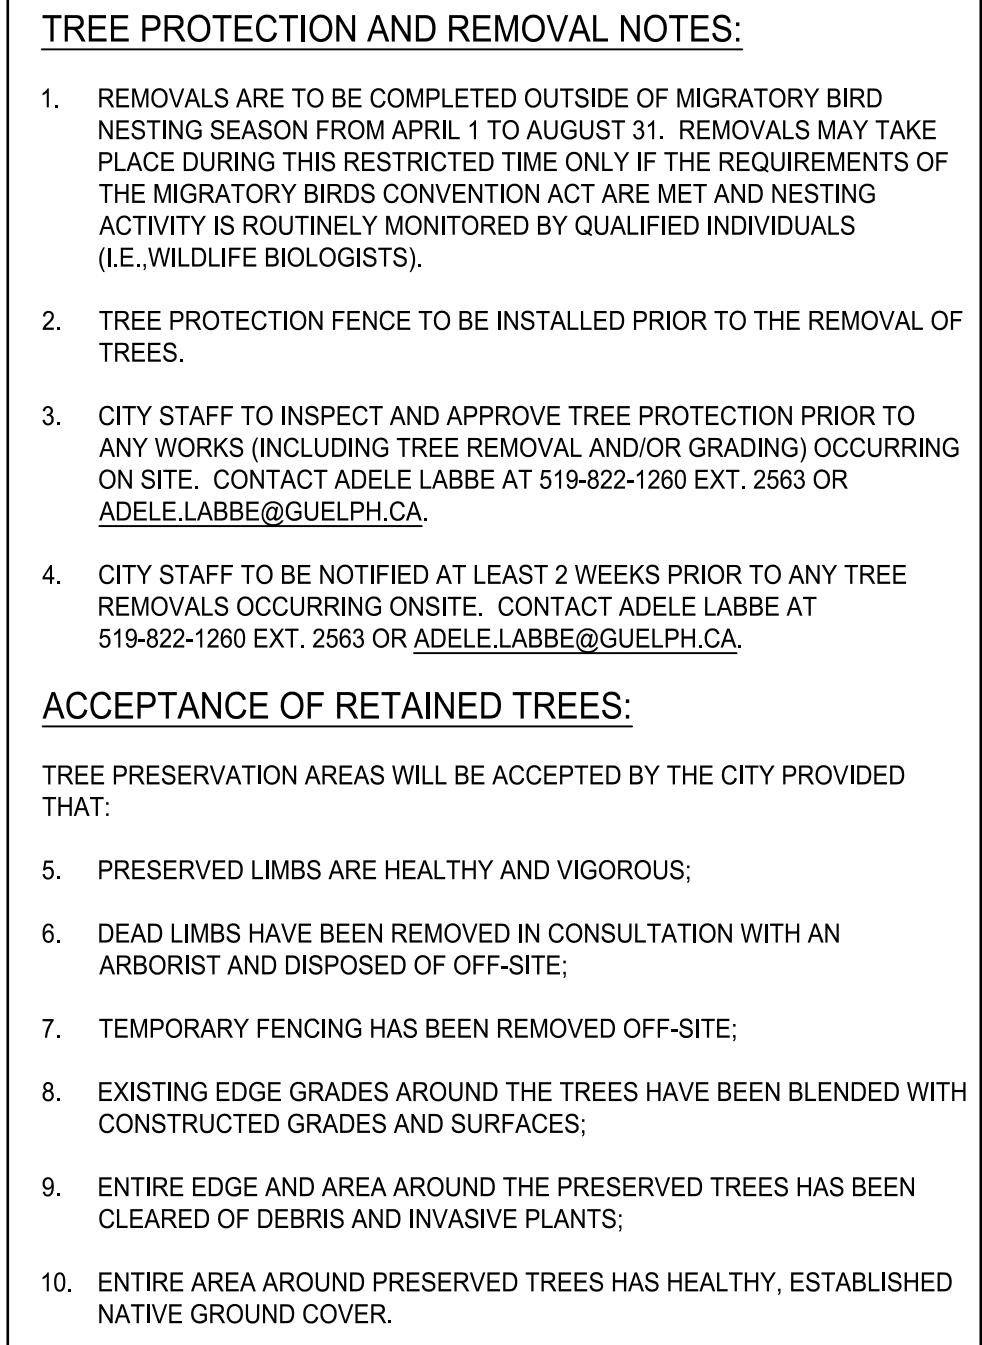 TREE PROTECTION AND REMOVAL NOTES:
1. REMOVALS ARE TO BE COMPLETED OUTSIDE OF MIGRATORY BIRD
NESTING SEASON FROM APRIL 1 TO AUGUST 31. REMOVALS MAY TAKE
PLACE DURING THIS RESTRICTED TIME ONLY IF THE REQUIREMENTS OF
THE MIGRATORY BIRDS CONVENTION ACT ARE MET AND NESTING
ACTIVITY IS ROUTINELY MONITORED BY QUALIFIED INDIVIDUALS
(I.E.,WILDLIFE BIOLOGISTS).
2. TREE PROTECTION FENCE TO BE INSTALLED PRIOR TO THE REMOVAL OF
TREES.
3. CITY STAFF TO INSPECT AND APPROVE TREE PROTECTION PRIOR TO
ANY WORKS (INCLUDING TREE REMOVAL AND/OR GRADING) OCCURRING
ON SITE. CONTACT ADELE LABBE AT 519-822-1260 EXT. 2563 OR
ADELE.LABBE@GUELPH.CA.
4. CITY STAFF TO BE NOTIFIED AT LEAST 2 WEEKS PRIOR TO ANY TREE
REMOVALS OCCURRING ONSITE. CONTACT ADELE LABBE AT
519-822-1260 EXT. 2563 OR ADELE.LABBE@GUELPH.CA.
ACCEPTANCE OF RETAINED TREES:
TREE PRESERVATION AREAS WILL BE ACCEPTED BY THE CITY PROVIDED
THAT:
5. PRESERVED LIMBS ARE HEALTHY AND VIGOROUS;
6. DEAD LIMBS HAVE BEEN REMOVED IN CONSULTATION WITH AN
ARBORIST AND DISPOSED OF OFF-SITE;
7. TEMPORARY FENCING HAS BEEN REMOVED OFF-SITE;
8. EXISTING EDGE GRADES AROUND THE TREES HAVE BEEN BLENDED WITH
CONSTRUCTED GRADES AND SURFACES;
9. ENTIRE EDGE AND AREA AROUND THE PRESERVED TREES HAS BEEN
CLEARED OF DEBRIS AND INVASIVE PLANTS;
10. ENTIRE AREA AROUND PRESERVED TREES HAS HEALTHY, ESTABLISHED
NATIVE GROUND COVER.